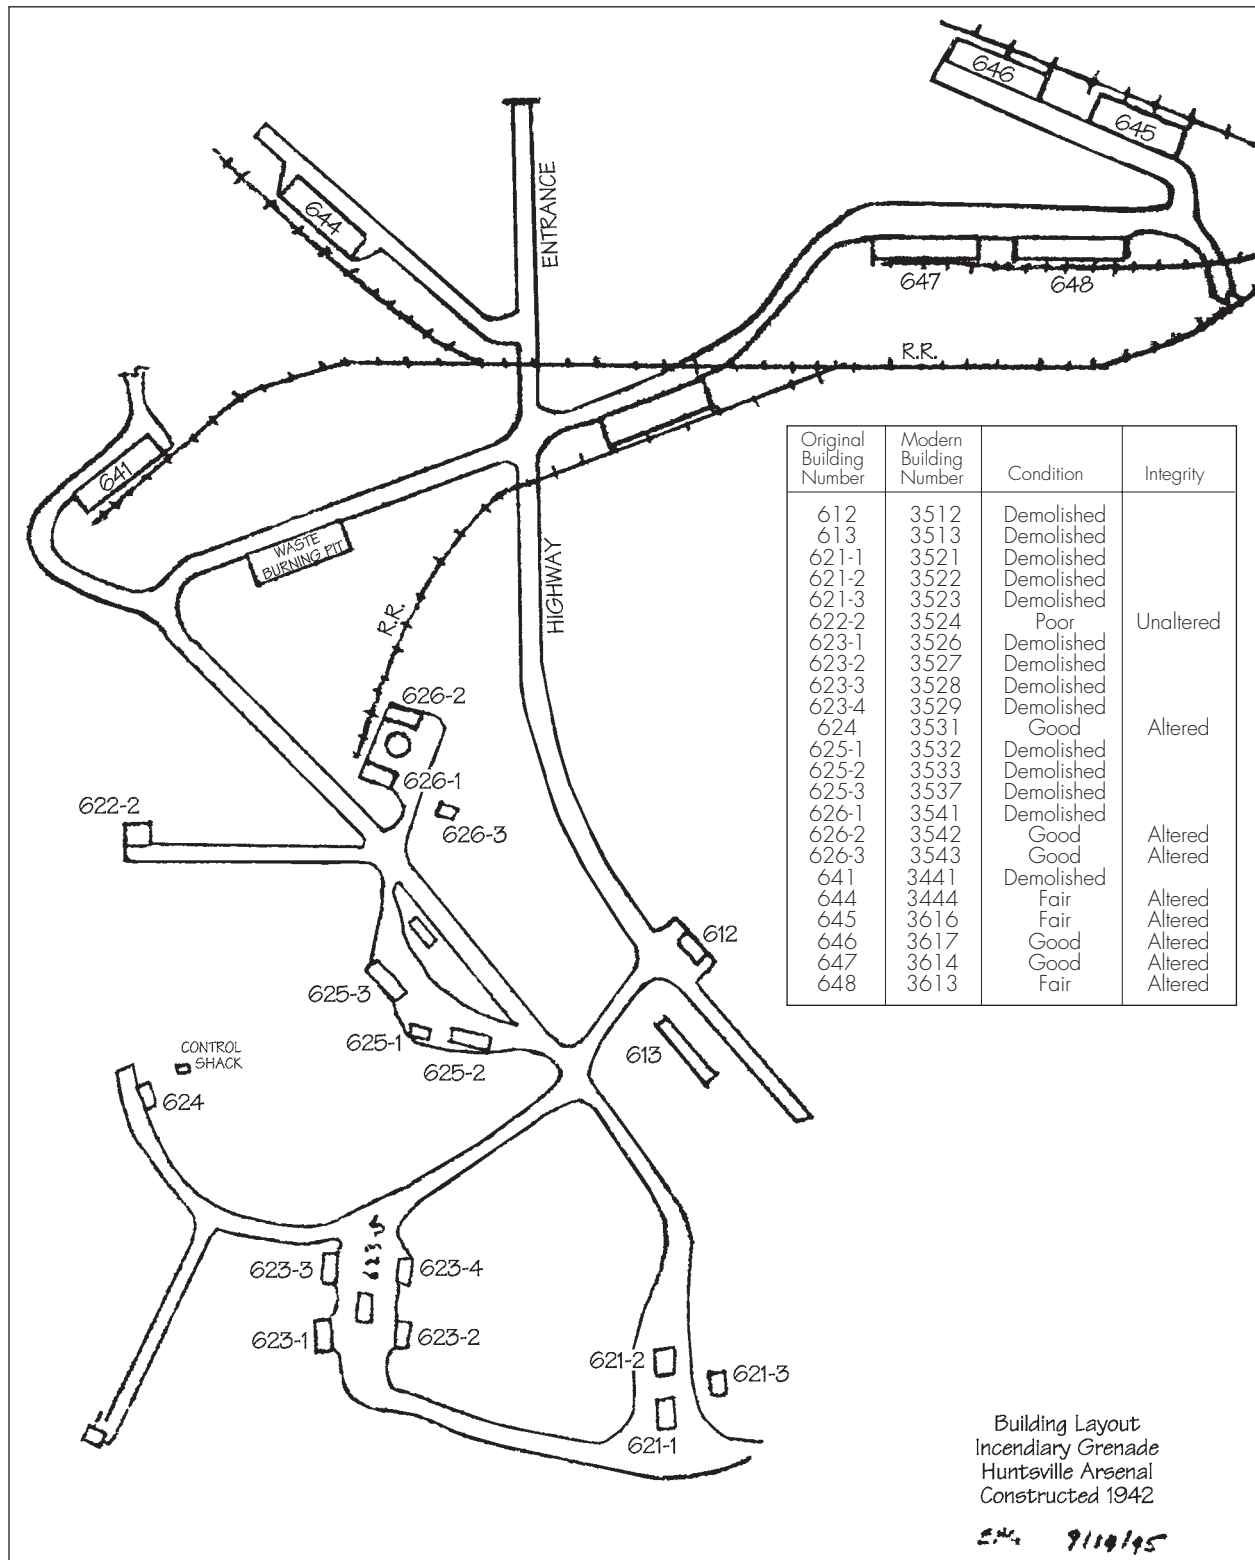 646
645
644
ENTRANCE
647
648
R.R.
641
WASTE
BURNING PIT
HIGHWAY
R.R.
626-2
626-1
626-3
622-2
612
625-3
625-1
625-2
613
CONTROL
SHACK
624
623-5
623-3
623-4
623-1
623-2
621-2
621-3
621-1
Original Building Number Modern Building Number Condition Integrity
612 3512 Demolished
613 3513 Demolished
621-1 3521 Demolished
621-2 3522 Demolished
621-3 3523 Demolished
622-2 3524 Poor Unaltered
623-1 3526 Demolished
623-2 3527 Demolished
623-3 3528 Demolished
623-4 3529 Demolished
624 3531 Good Altered
625-1 3532 Demolished
625-2 3533 Demolished
625-3 3537 Demolished
626-1 3541 Demolished
626-2 3542 Good Altered
626-3 3543 Good Altered
641 3441 Demolished
644 3444 Fair Altered
645 3616 Fair Altered
646 3617 Good Altered
647 3614 Good Altered
648 3613 Fair Altered
Building Layout
Incendiary Grenade
Huntsville Arsenal
Constructed 1942